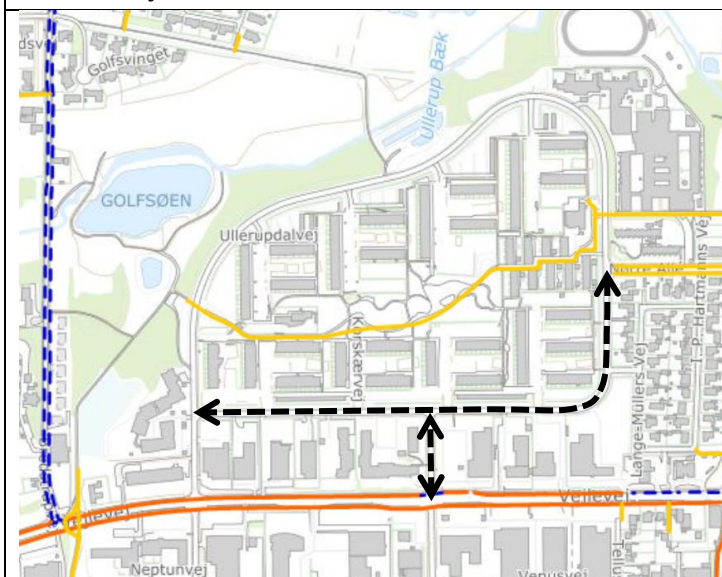 Golfsvinget
Ullerup Bæk
GOLFSØEN
Ullerupdalvej
Nørre Allé
J. P. Hartmanns Vej
Korskærvej
Lange-Müllers Vej
Vejlevej
Neptunvej
Venusvej